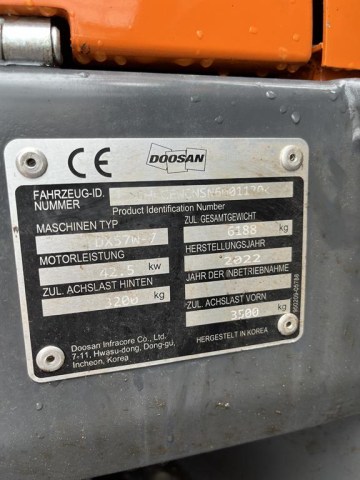 CE
DOOSAN
FAHRZEUG-ID.
NUMMER
Product Identification Number
MASCHINEN TYP
DX57W-7
MOTORLEISTUNG
42.5 kw
ZUL. ACHSLAST HINTEN
3200 kg
ZUL. GESAMTGEWICHT
6188 kg
HERSTELLUNGSJAHR
2022
JAHR DER INBETRIEBNAHME
ZUL. ACHSLAST VORN
3500 kg
Doosan Infracore Co., Ltd.
7-11, Hwasu-dong, Dong-gu,
Incheon, Korea
HERGESTELLT IN KOREA